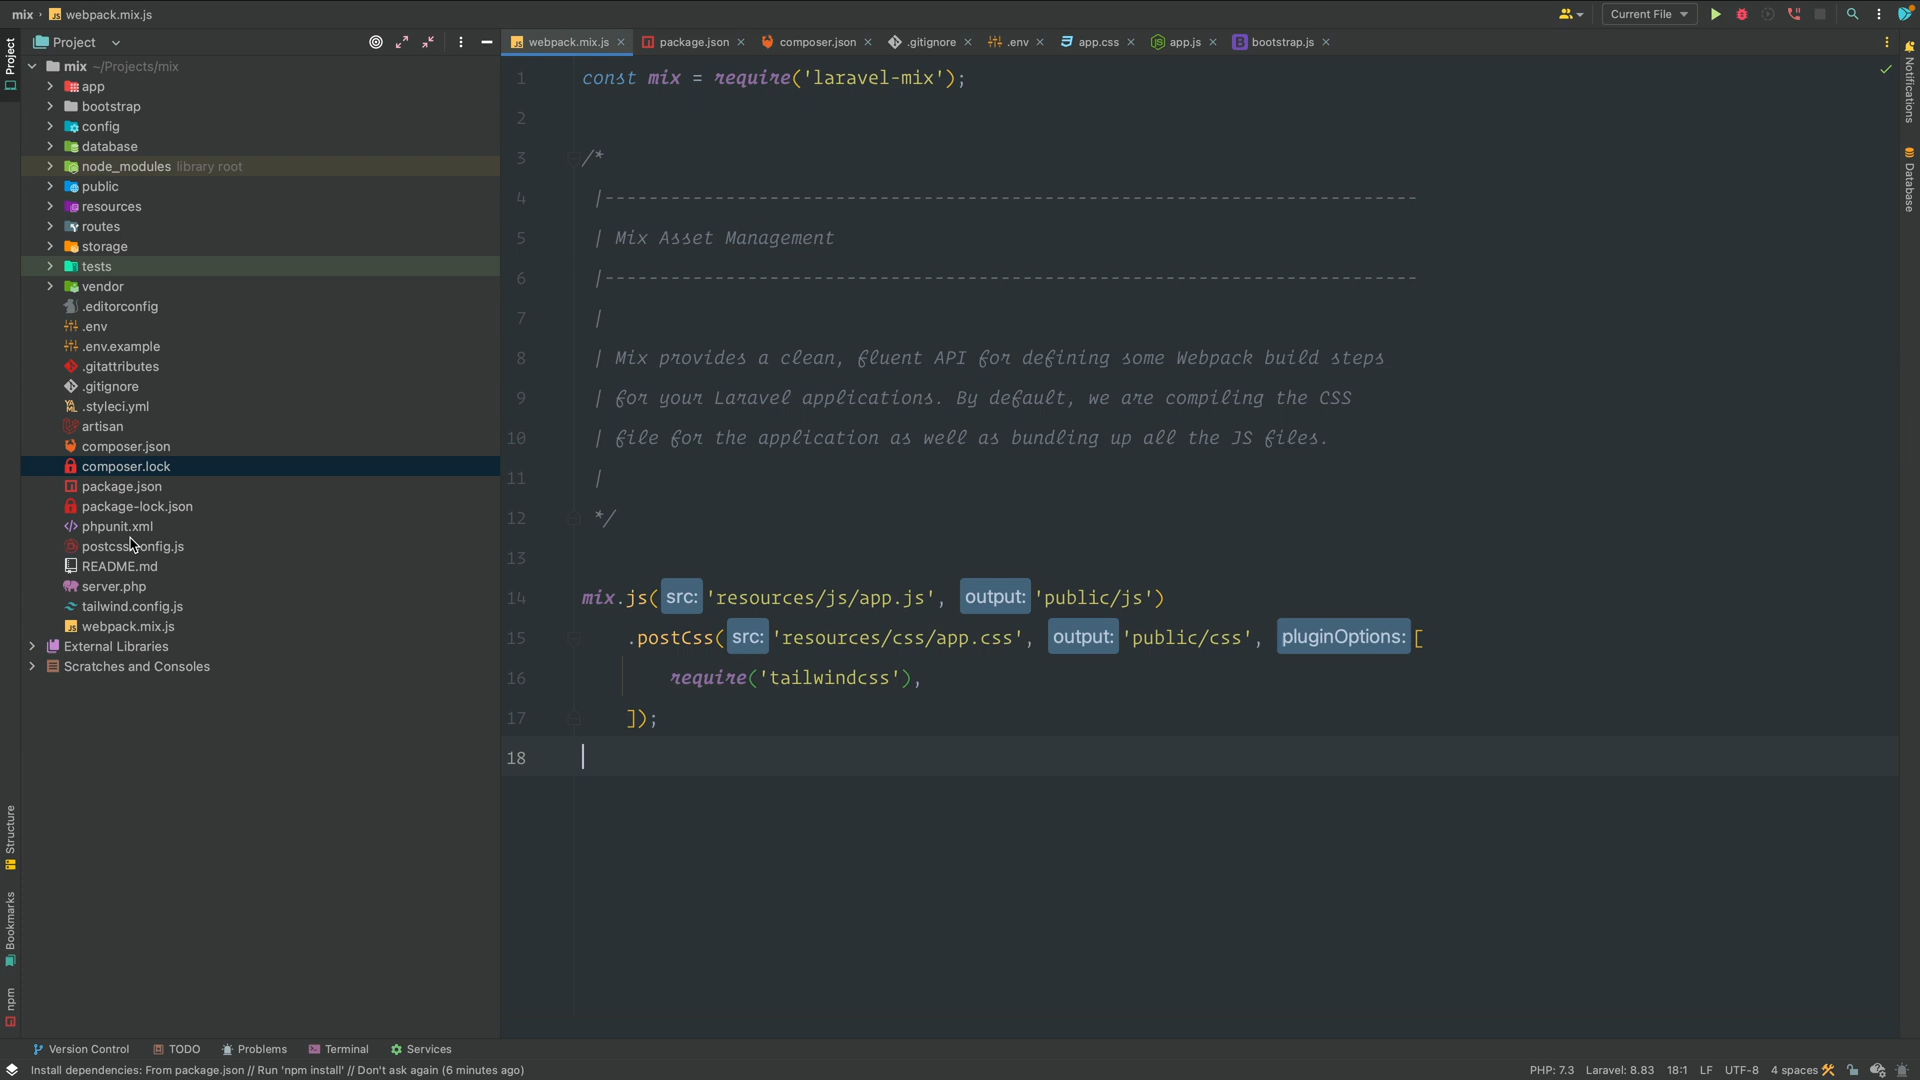 mix › webpack.mix.js
Current File
Project
Project
webpack.mix.js
package.json
composer.json
.gitignore
.env
app.css
app.js
bootstrap.js
mix ~/Projects/mix
app
bootstrap
config
database
node_modules library root
public
resources
routes
storage
tests
vendor
.editorconfig
.env
.env.example
.gitattributes
.gitignore
.styleci.yml
artisan
composer.json
composer.lock
package.json
package-lock.json
phpunit.xml
postcss.config.js
README.md
server.php
tailwind.config.js
webpack.mix.js
External Libraries
Scratches and Consoles
1 const mix = require('laravel-mix');
2
3 /*
4 |--------------------------------------------------------------------------
5 | Mix Asset Management
6 |--------------------------------------------------------------------------
7 |
8 | Mix provides a clean, fluent API for defining some Webpack build steps
9 | for your Laravel applications. By default, we are compiling the CSS
10 | file for the application as well as bundling up all the JS files.
11 |
12 */
13
14 mix.js( src: 'resources/js/app.js', output: 'public/js')
15 .postCss( src: 'resources/css/app.css', output: 'public/css', pluginOptions: [
16 require('tailwindcss'),
17 ]);
18
Notifications
Database
Structure
Bookmarks
npm
Version Control
TODO
Problems
Terminal
Services
Install dependencies: From package.json // Run 'npm install' // Don't ask again (6 minutes ago)
PHP: 7.3 Laravel: 8.83 18:1 LF UTF-8 4 spaces